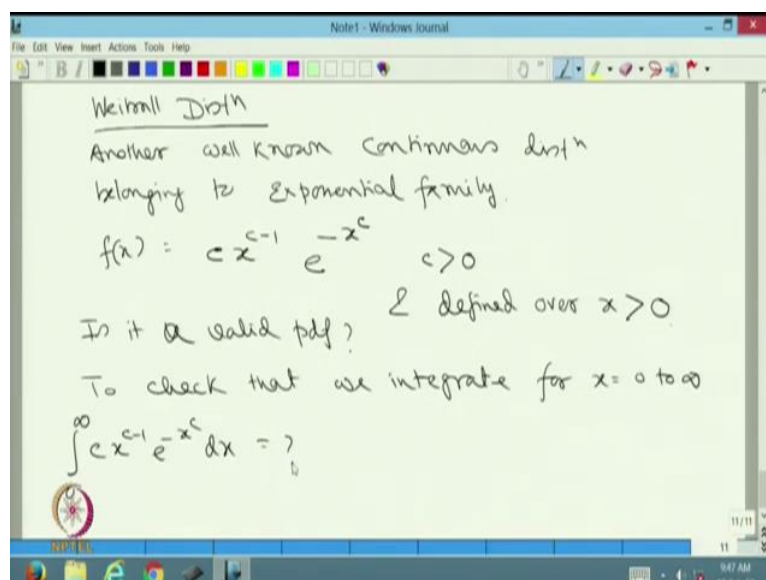 Note1 - Windows Journal
File Edit View Insert Actions Tools Help
Weibull Distⁿ
Another well known continuous distⁿ
belonging to Exponential family.
f(x) = c x^{c-1} e^{-x^c} c > 0
& defined over x > 0
Is it a valid pdf?
To check that we integrate for x = 0 to ∞
∫₀^∞ c x^{c-1} e^{-x^c} dx = ?
NPTEL
11/11
11
9:47 AM